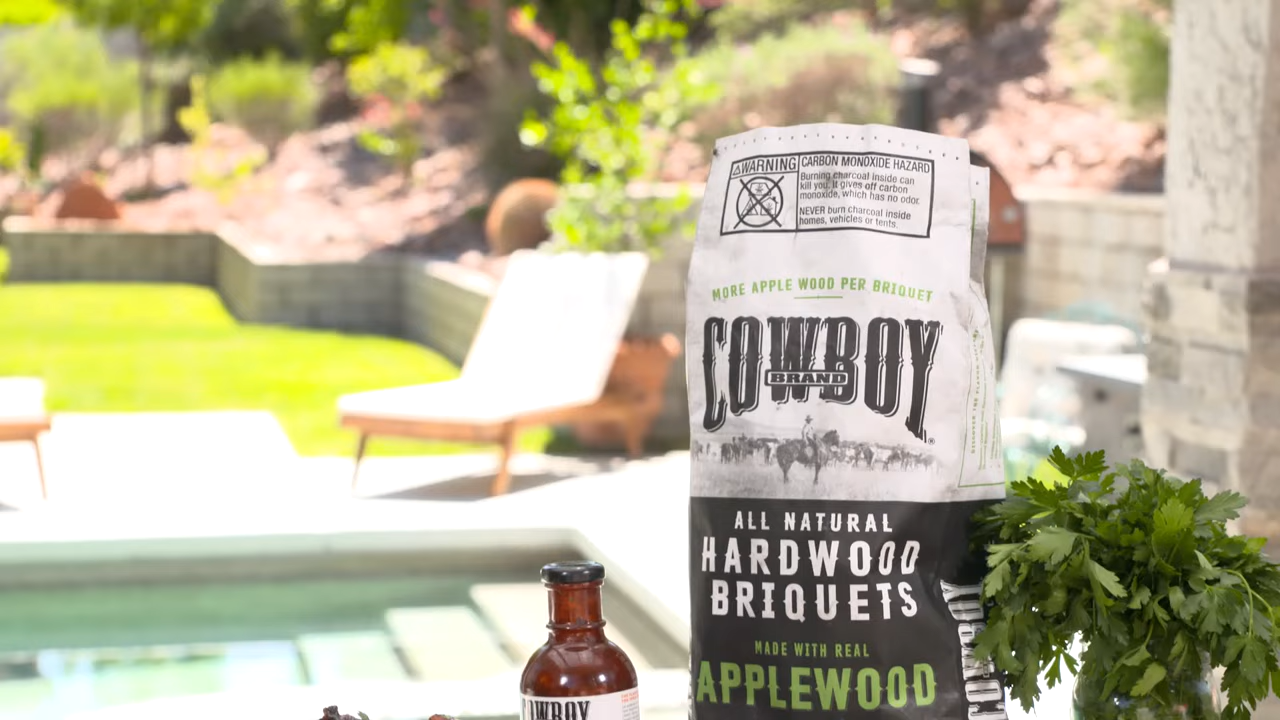 WARNING
CARBON MONOXIDE HAZARD
Burning charcoal inside can
kill you. It gives off carbon
monoxide, which has no odor.
NEVER burn charcoal inside
homes, vehicles or tents.
MORE APPLE WOOD PER BRIQUET
COWBOY
BRAND
®
ALL NATURAL
HARDWOOD
BRIQUETS
MADE WITH REAL
APPLEWOOD
COWBOY
COWBOY